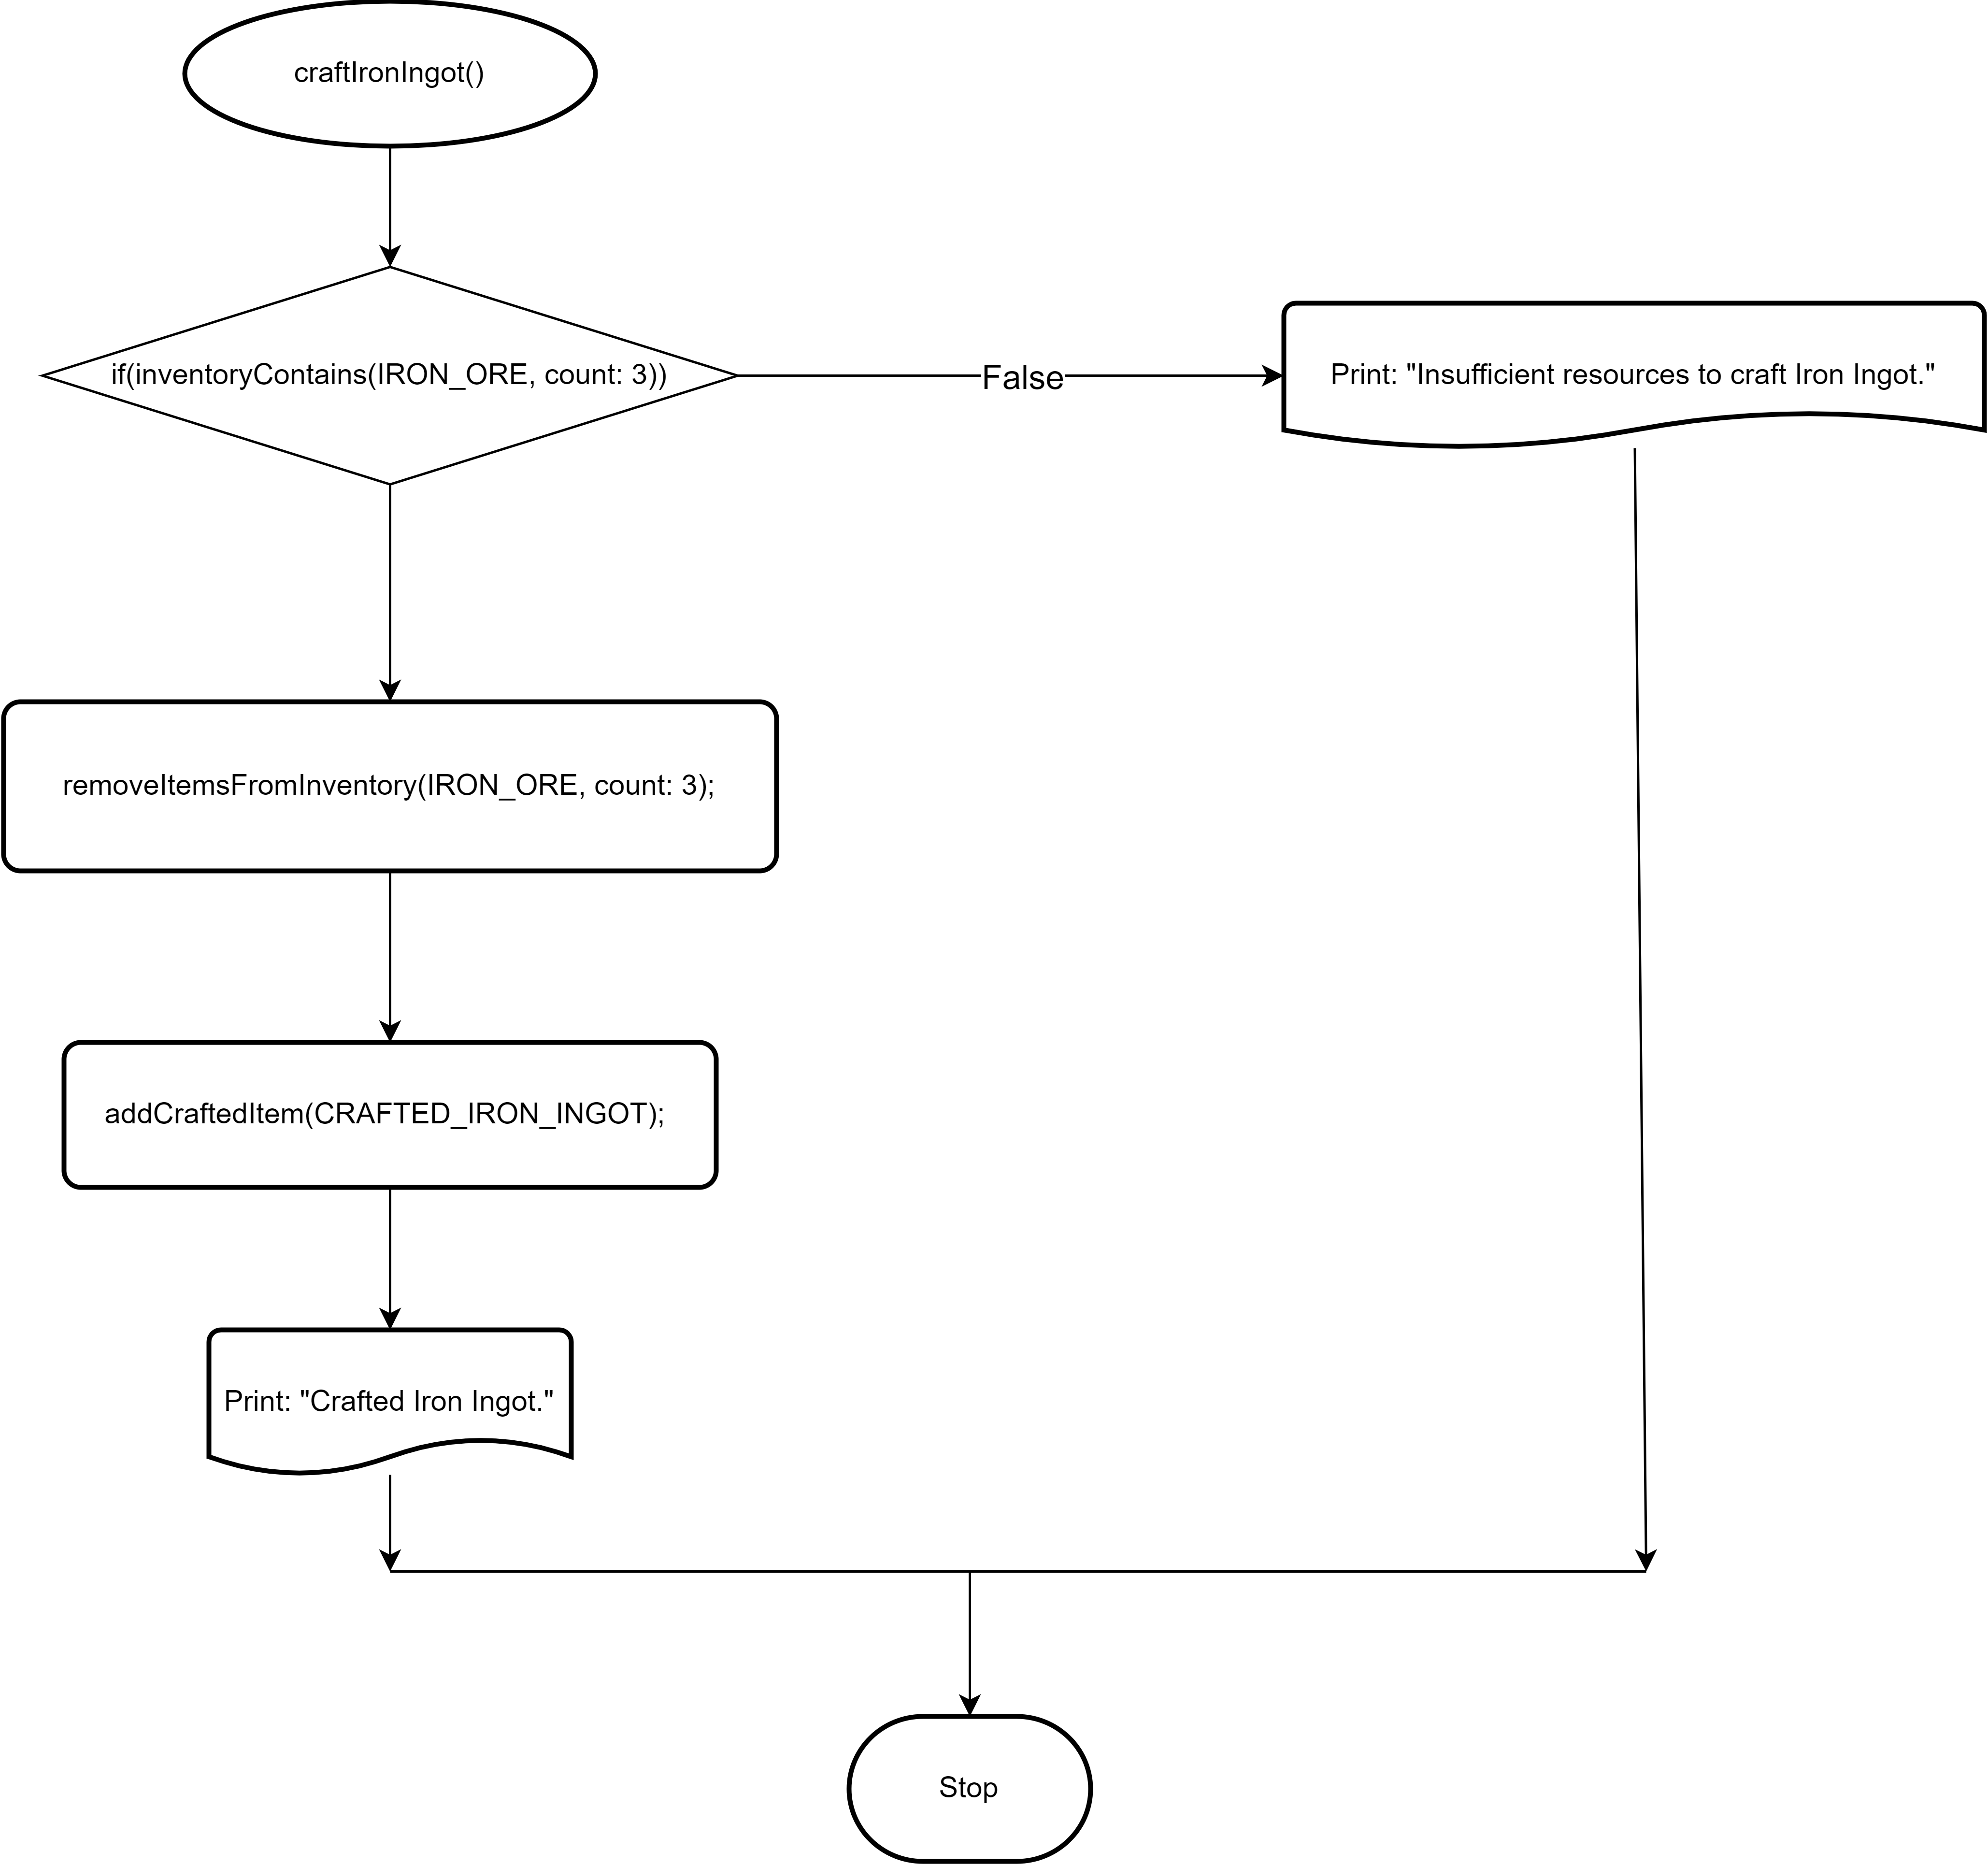 craftIronIngot()
if(inventoryContains(IRON_ORE, count: 3))
False
Print: "Insufficient resources to craft Iron Ingot."
removeItemsFromInventory(IRON_ORE, count: 3);
addCraftedItem(CRAFTED_IRON_INGOT);
Print: "Crafted Iron Ingot."
Stop